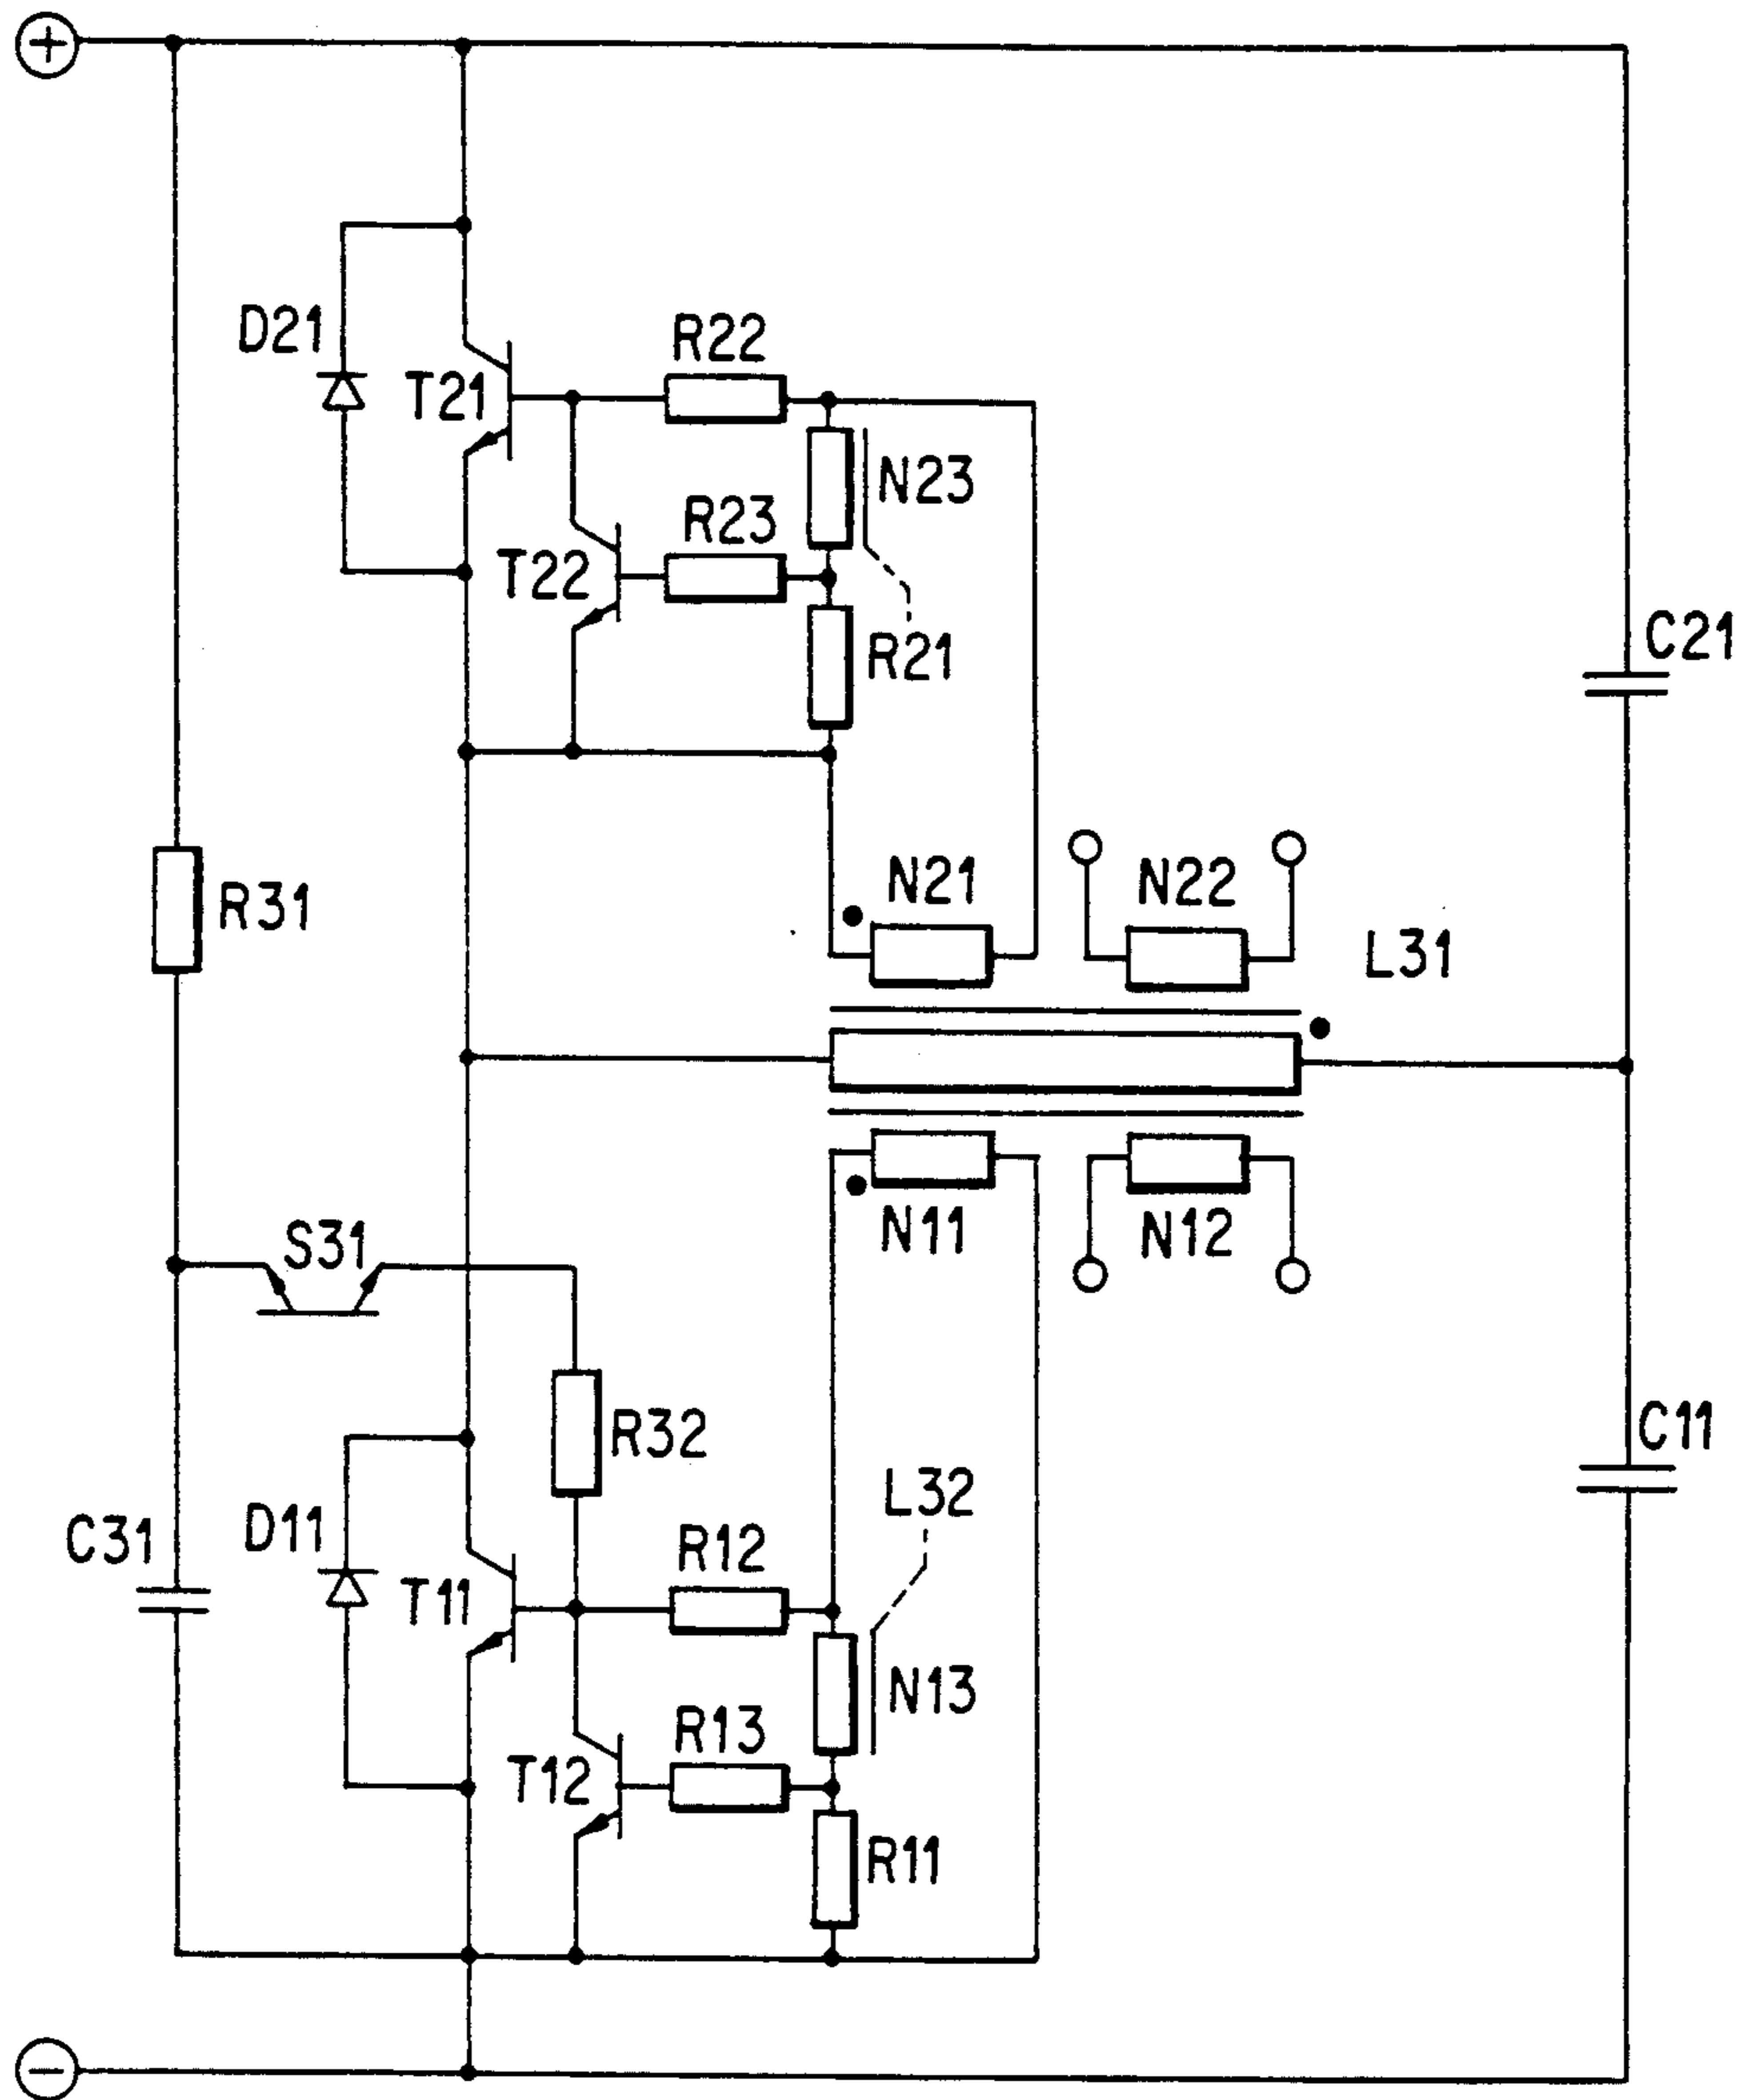 +
D21
R22
T21
N23
R23
T22
R21
C21
N21
N22
R31
L31
S31
N11
N12
R32
C11
L32
C31
D11
R12
T11
N13
R13
T12
R11
−